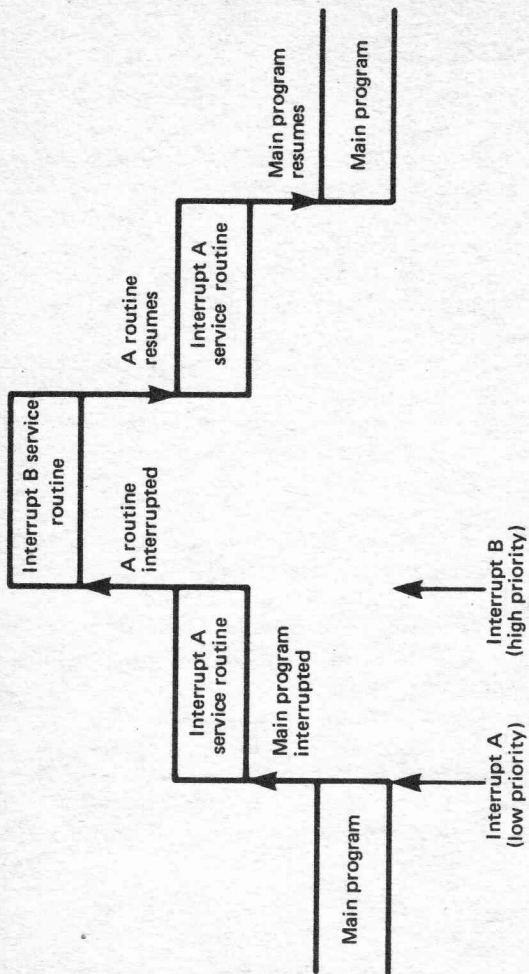 Interrupt B service
routine
A routine
interrupted
A routine
resumes
Interrupt A
service routine
Interrupt A
service routine
Main program
interrupted
Main program
resumes
Main program
Main program
Interrupt A
(low priority)
Interrupt B
(high priority)